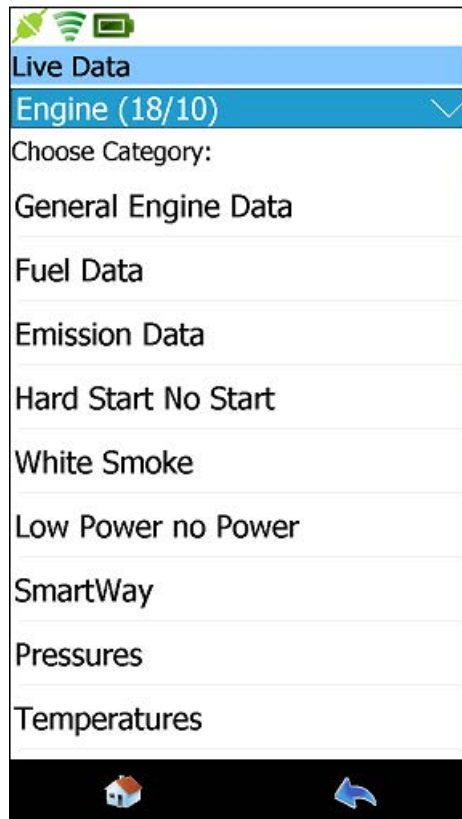 Live Data
Engine (18/10)
Choose Category:
General Engine Data
Fuel Data
Emission Data
Hard Start No Start
White Smoke
Low Power no Power
SmartWay
Pressures
Temperatures